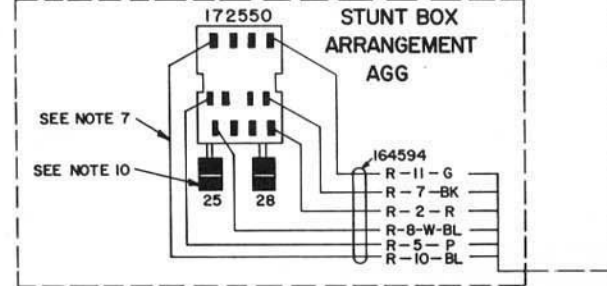 172550
STUNT BOX
ARRANGEMENT
AGG
SEE NOTE 7
SEE NOTE 10
25
28
164594
R-11-G
R-7-BK
R-2-R
R-8-W-BL
R-5-P
R-10-BL